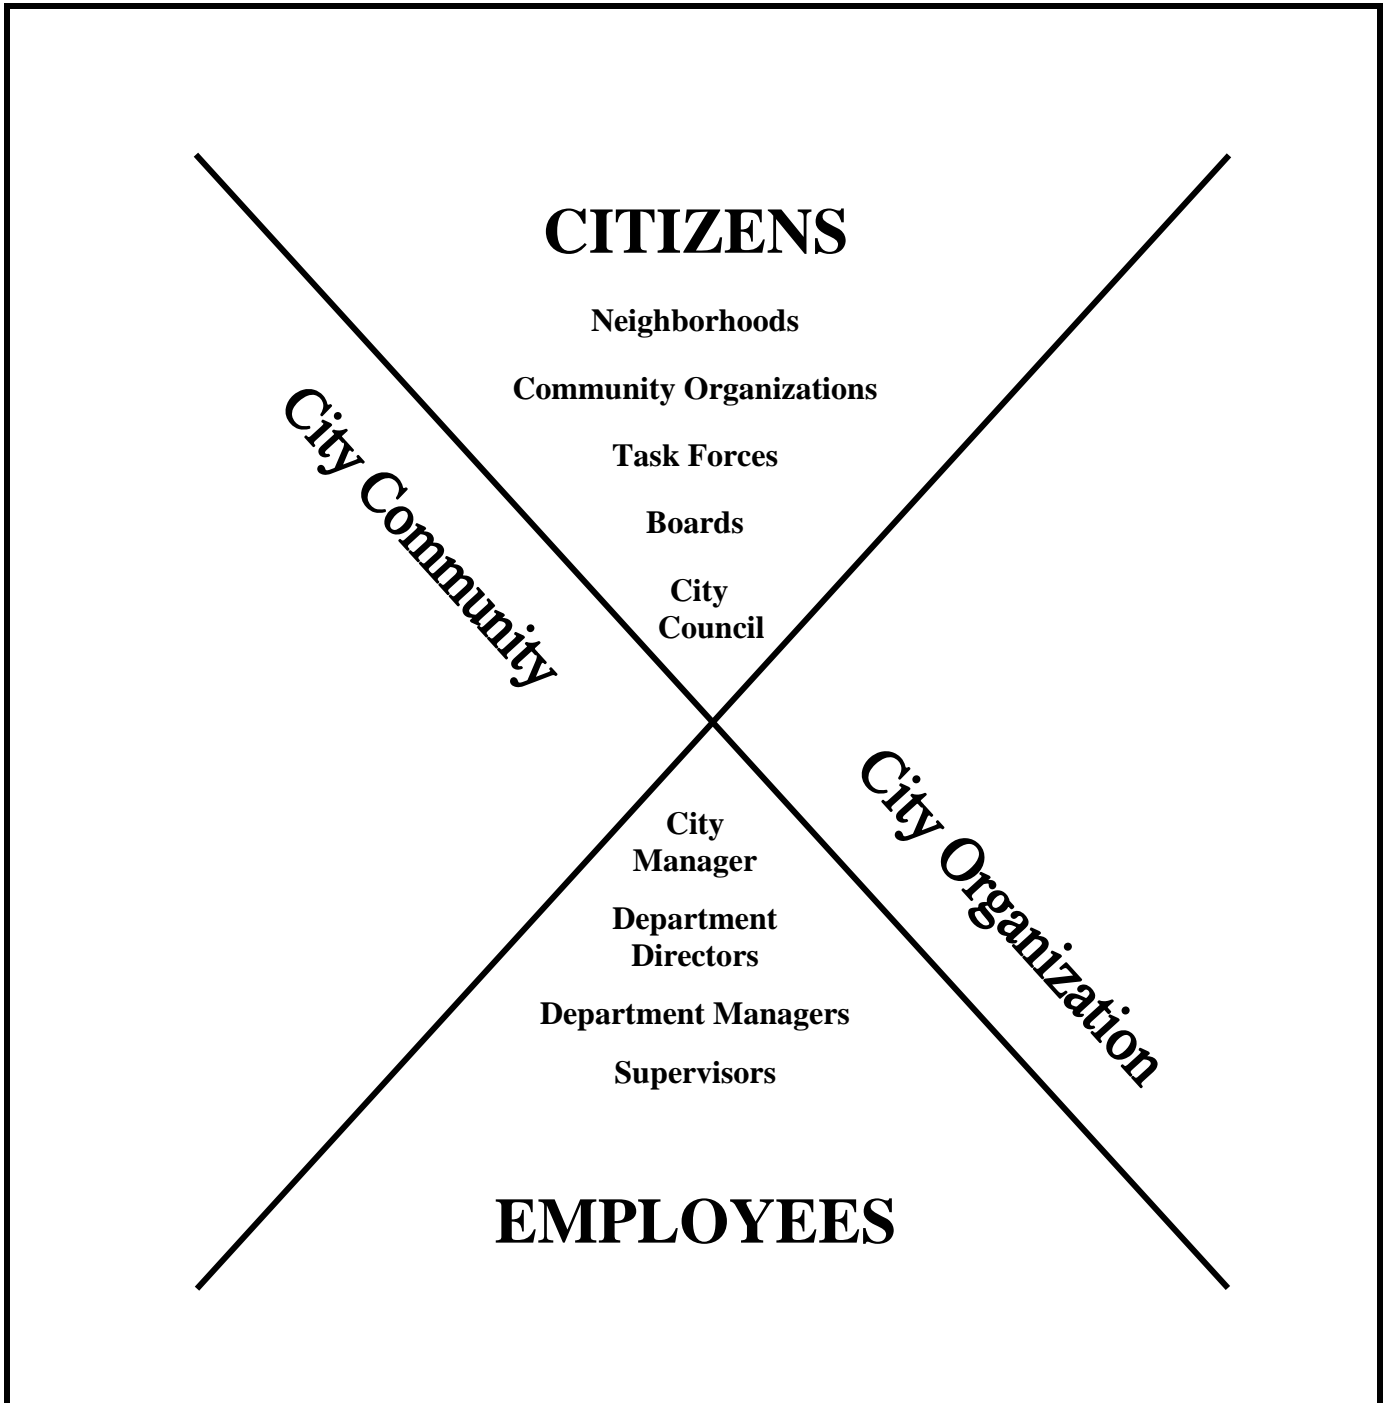 CITIZENS
Neighborhoods
Community Organizations
Task Forces
Boards
City
Council
City Community
City
Manager
Department
Directors
Department Managers
Supervisors
City Organization
EMPLOYEES